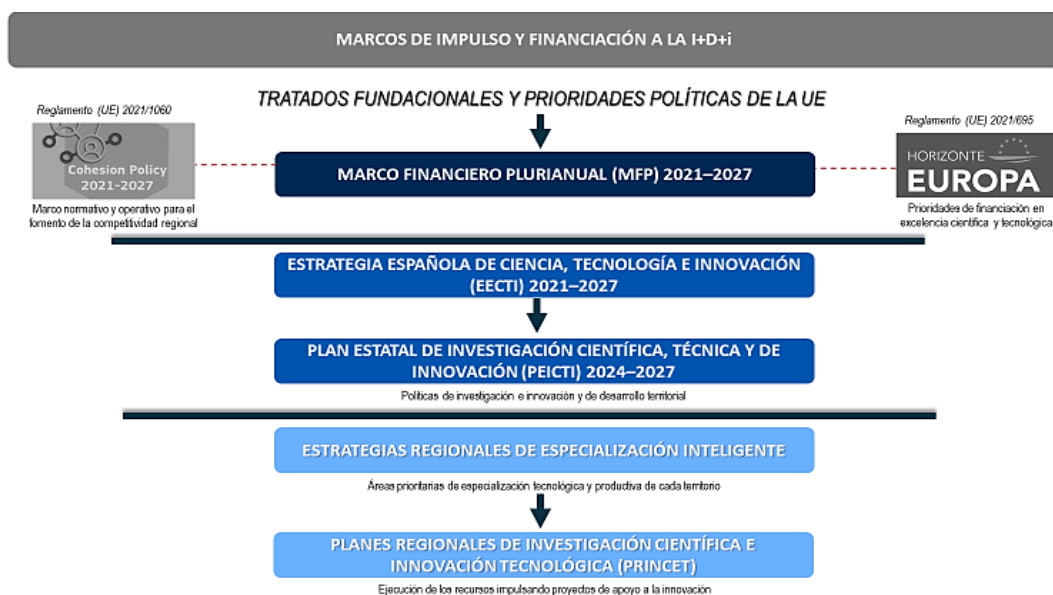 MARCOS DE IMPULSO Y FINANCIACIÓN A LA I+D+i
TRATADOS FUNDACIONALES Y PRIORIDADES POLÍTICAS DE LA UE
Reglamento (UE) 2021/1060
Cohesion Policy
2021-2027
Marco normativo y operativo para el
fomento de la competitividad regional
MARCO FINANCIERO PLURIANUAL (MFP) 2021–2027
Reglamento (UE) 2021/695
HORIZONTE
EUROPA
Prioridades de financiación en
excelencia científica y tecnológica
ESTRATEGIA ESPAÑOLA DE CIENCIA, TECNOLOGÍA E INNOVACIÓN
(EECTI) 2021–2027
PLAN ESTATAL DE INVESTIGACIÓN CIENTÍFICA, TÉCNICA Y DE
INNOVACIÓN (PEICTI) 2024–2027
Políticas de investigación e innovación y de desarrollo territorial
ESTRATEGIAS REGIONALES DE ESPECIALIZACIÓN INTELIGENTE
Áreas prioritarias de especialización tecnológica y productiva de cada territorio
PLANES REGIONALES DE INVESTIGACIÓN CIENTÍFICA E
INNOVACIÓN TECNOLÓGICA (PRINCET)
Ejecución de los recursos impulsando proyectos de apoyo a la innovación